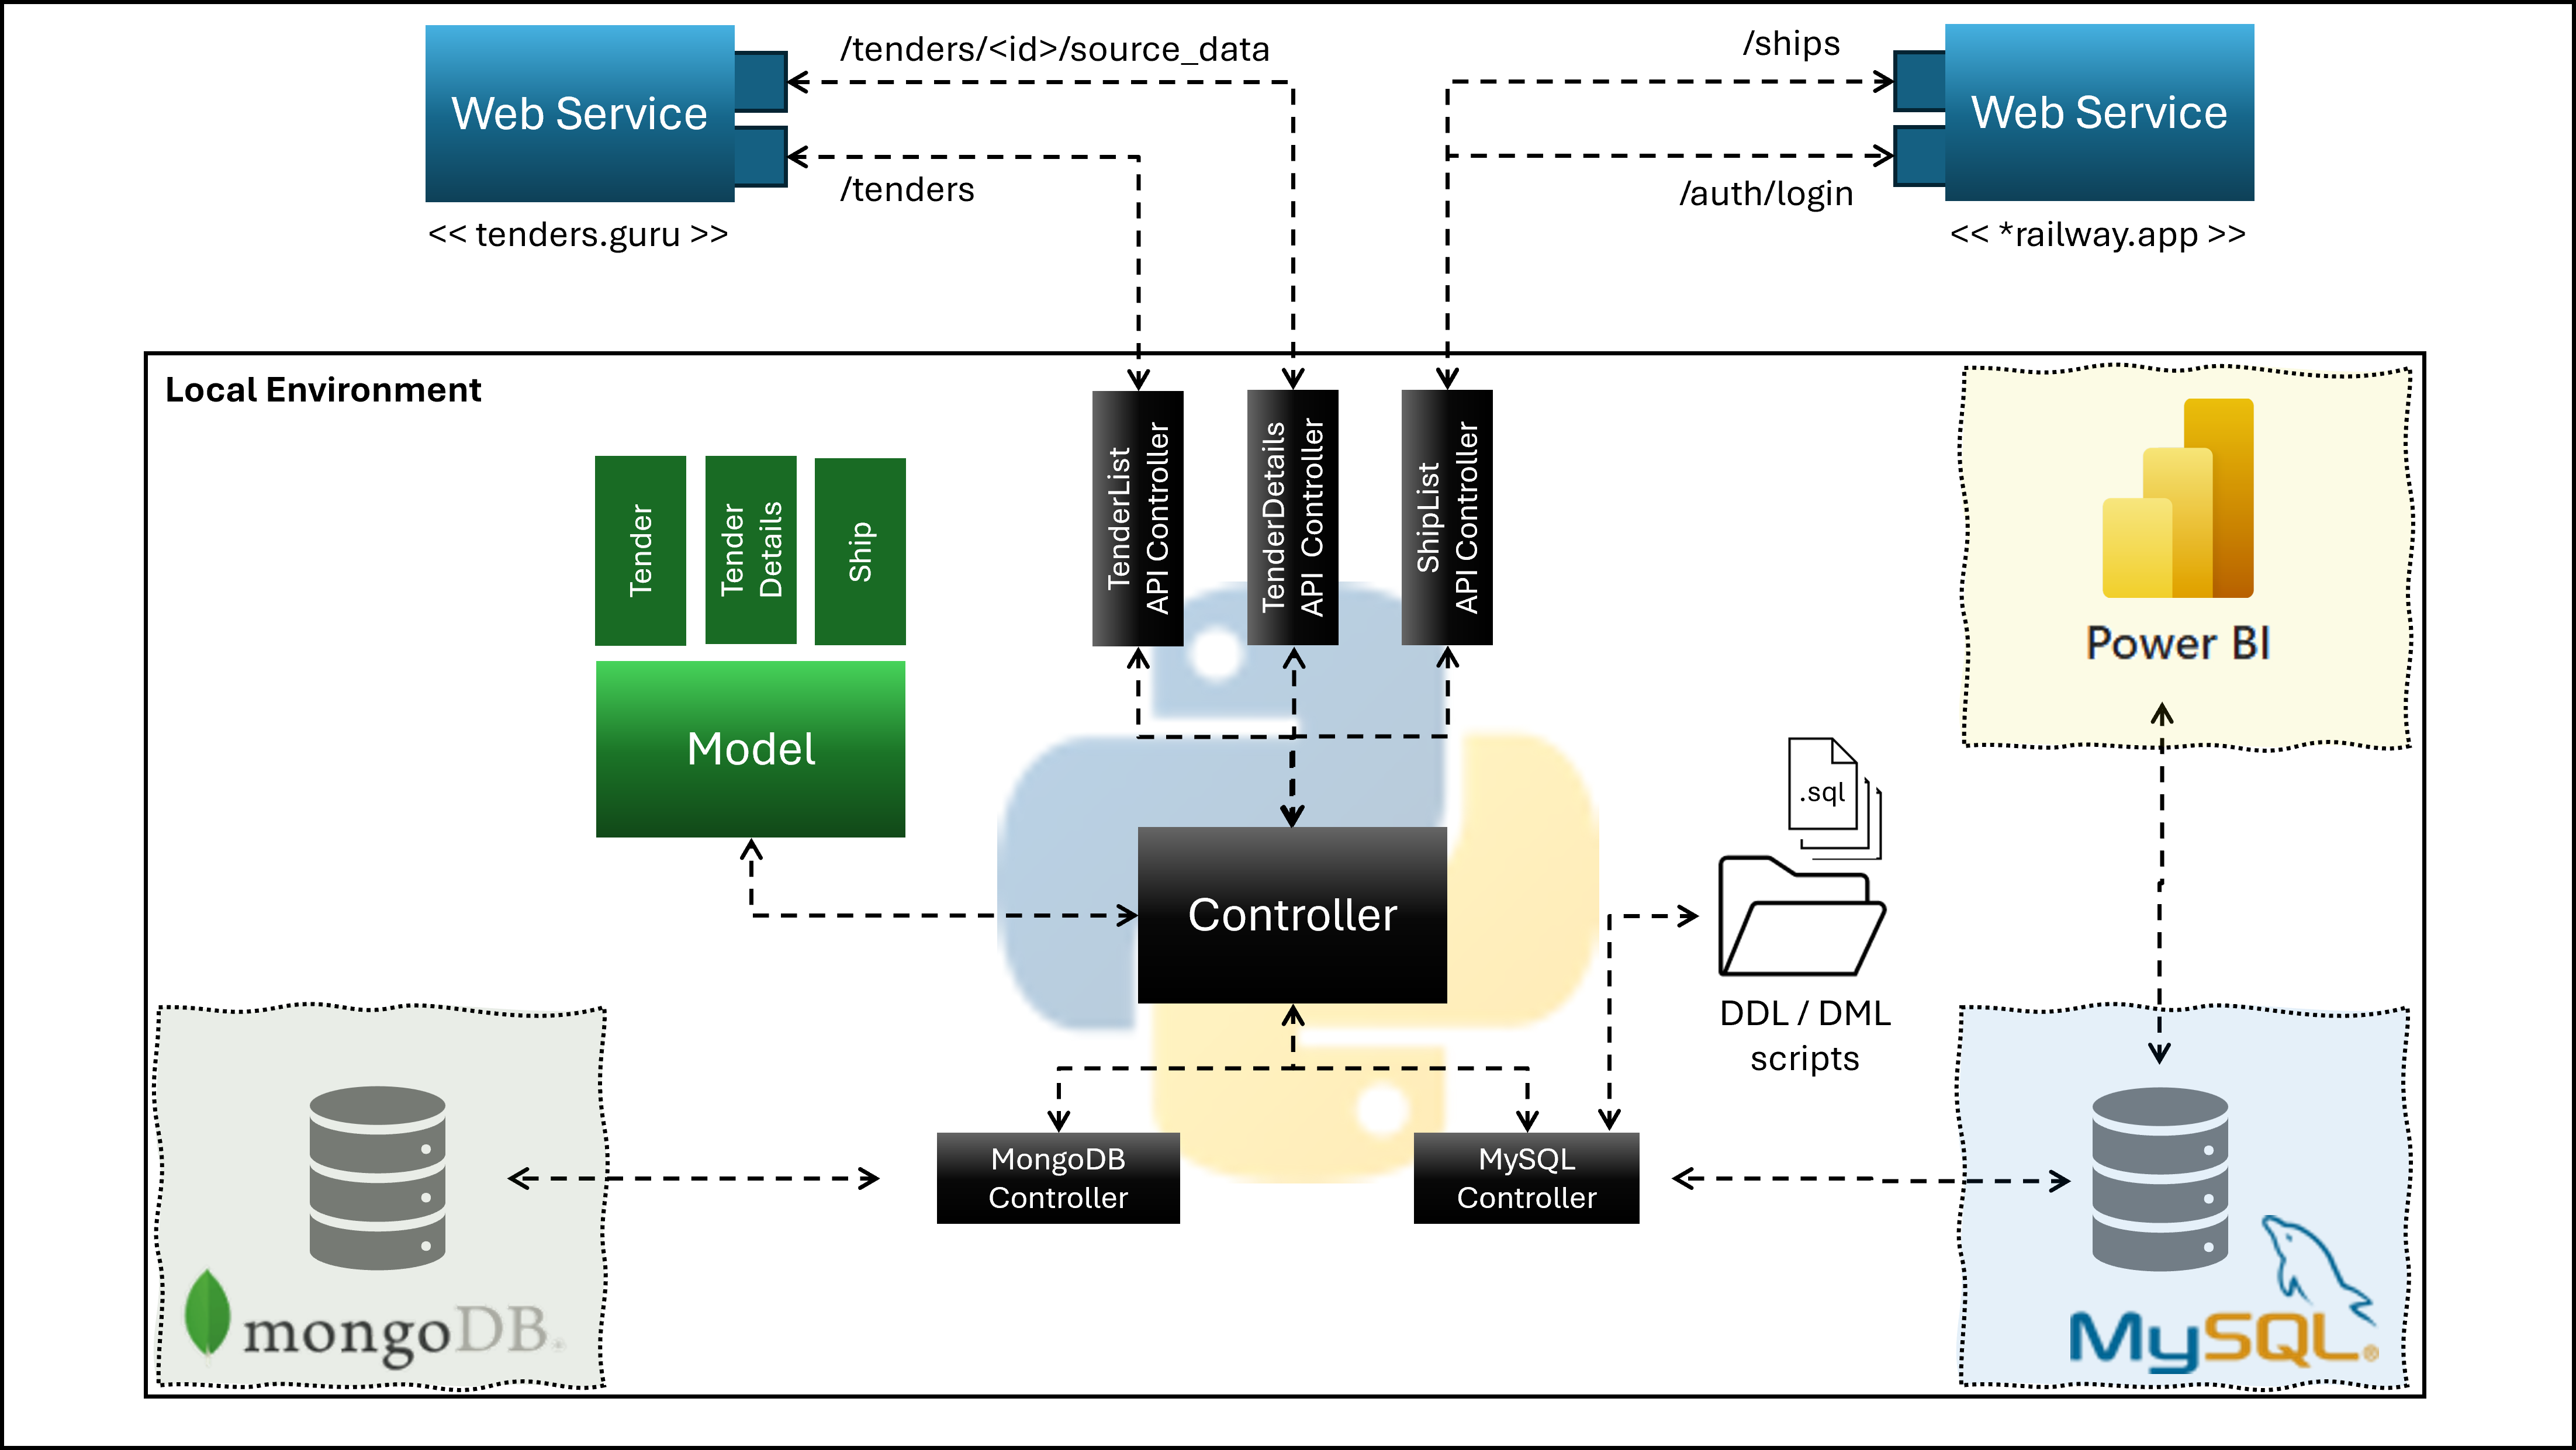 /tenders/<id>/source_data
/ships
Web Service
Web Service
/tenders
/auth/login
<< tenders.guru >>
<< *railway.app >>
Local Environment
Tender
Tender
Details
Ship
TenderList
API Controller
TenderDetails
API Controller
ShipList
API Controller
Power BI
Model
.sql
Controller
DDL / DML
scripts
MongoDB
Controller
MySQL
Controller
mongoDB®
MySQL®